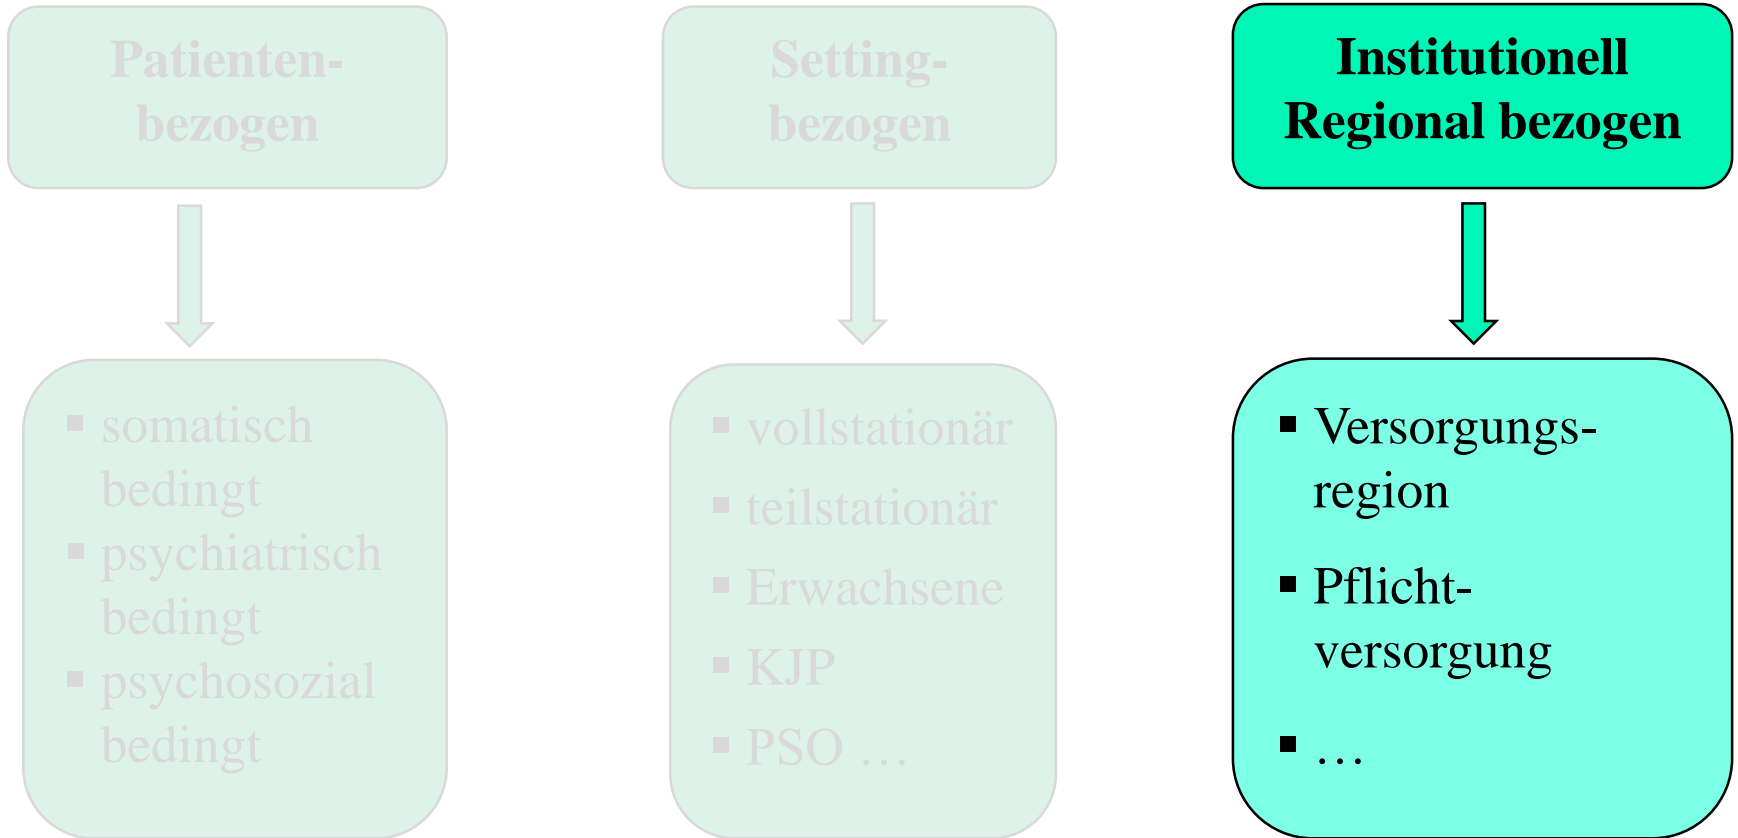 Patienten-
bezogen
somatisch
bedingt
psychiatrisch
bedingt
psychosozial
bedingt
Setting-
bezogen
vollstationär
teilstationär
Erwachsene
KJP
PSO …
Institutionell
Regional bezogen
Versorgungs-
region
Pflicht-
versorgung
…